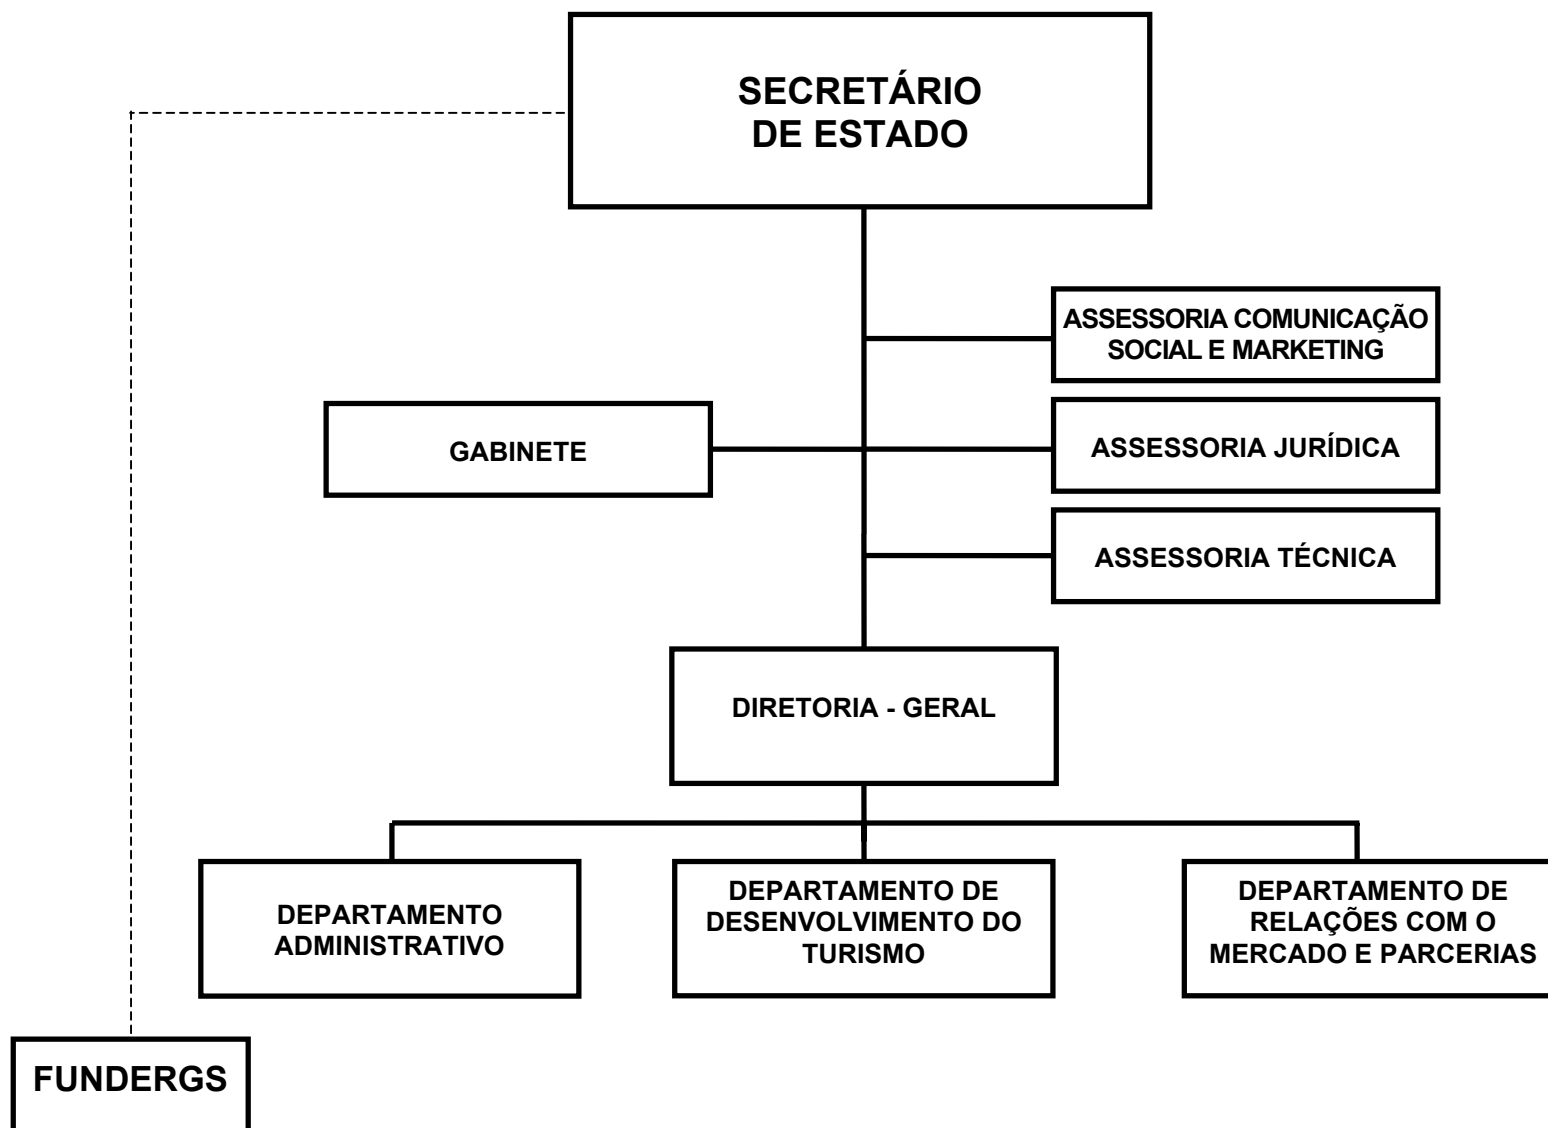 SECRETÁRIO
DE ESTADO
ASSESSORIA COMUNICAÇÃO
SOCIAL E MARKETING
GABINETE
ASSESSORIA JURÍDICA
ASSESSORIA TÉCNICA
DIRETORIA - GERAL
DEPARTAMENTO
ADMINISTRATIVO
DEPARTAMENTO DE
DESENVOLVIMENTO DO
TURISMO
DEPARTAMENTO DE
RELAÇÕES COM O
MERCADO E PARCERIAS
FUNDERGS